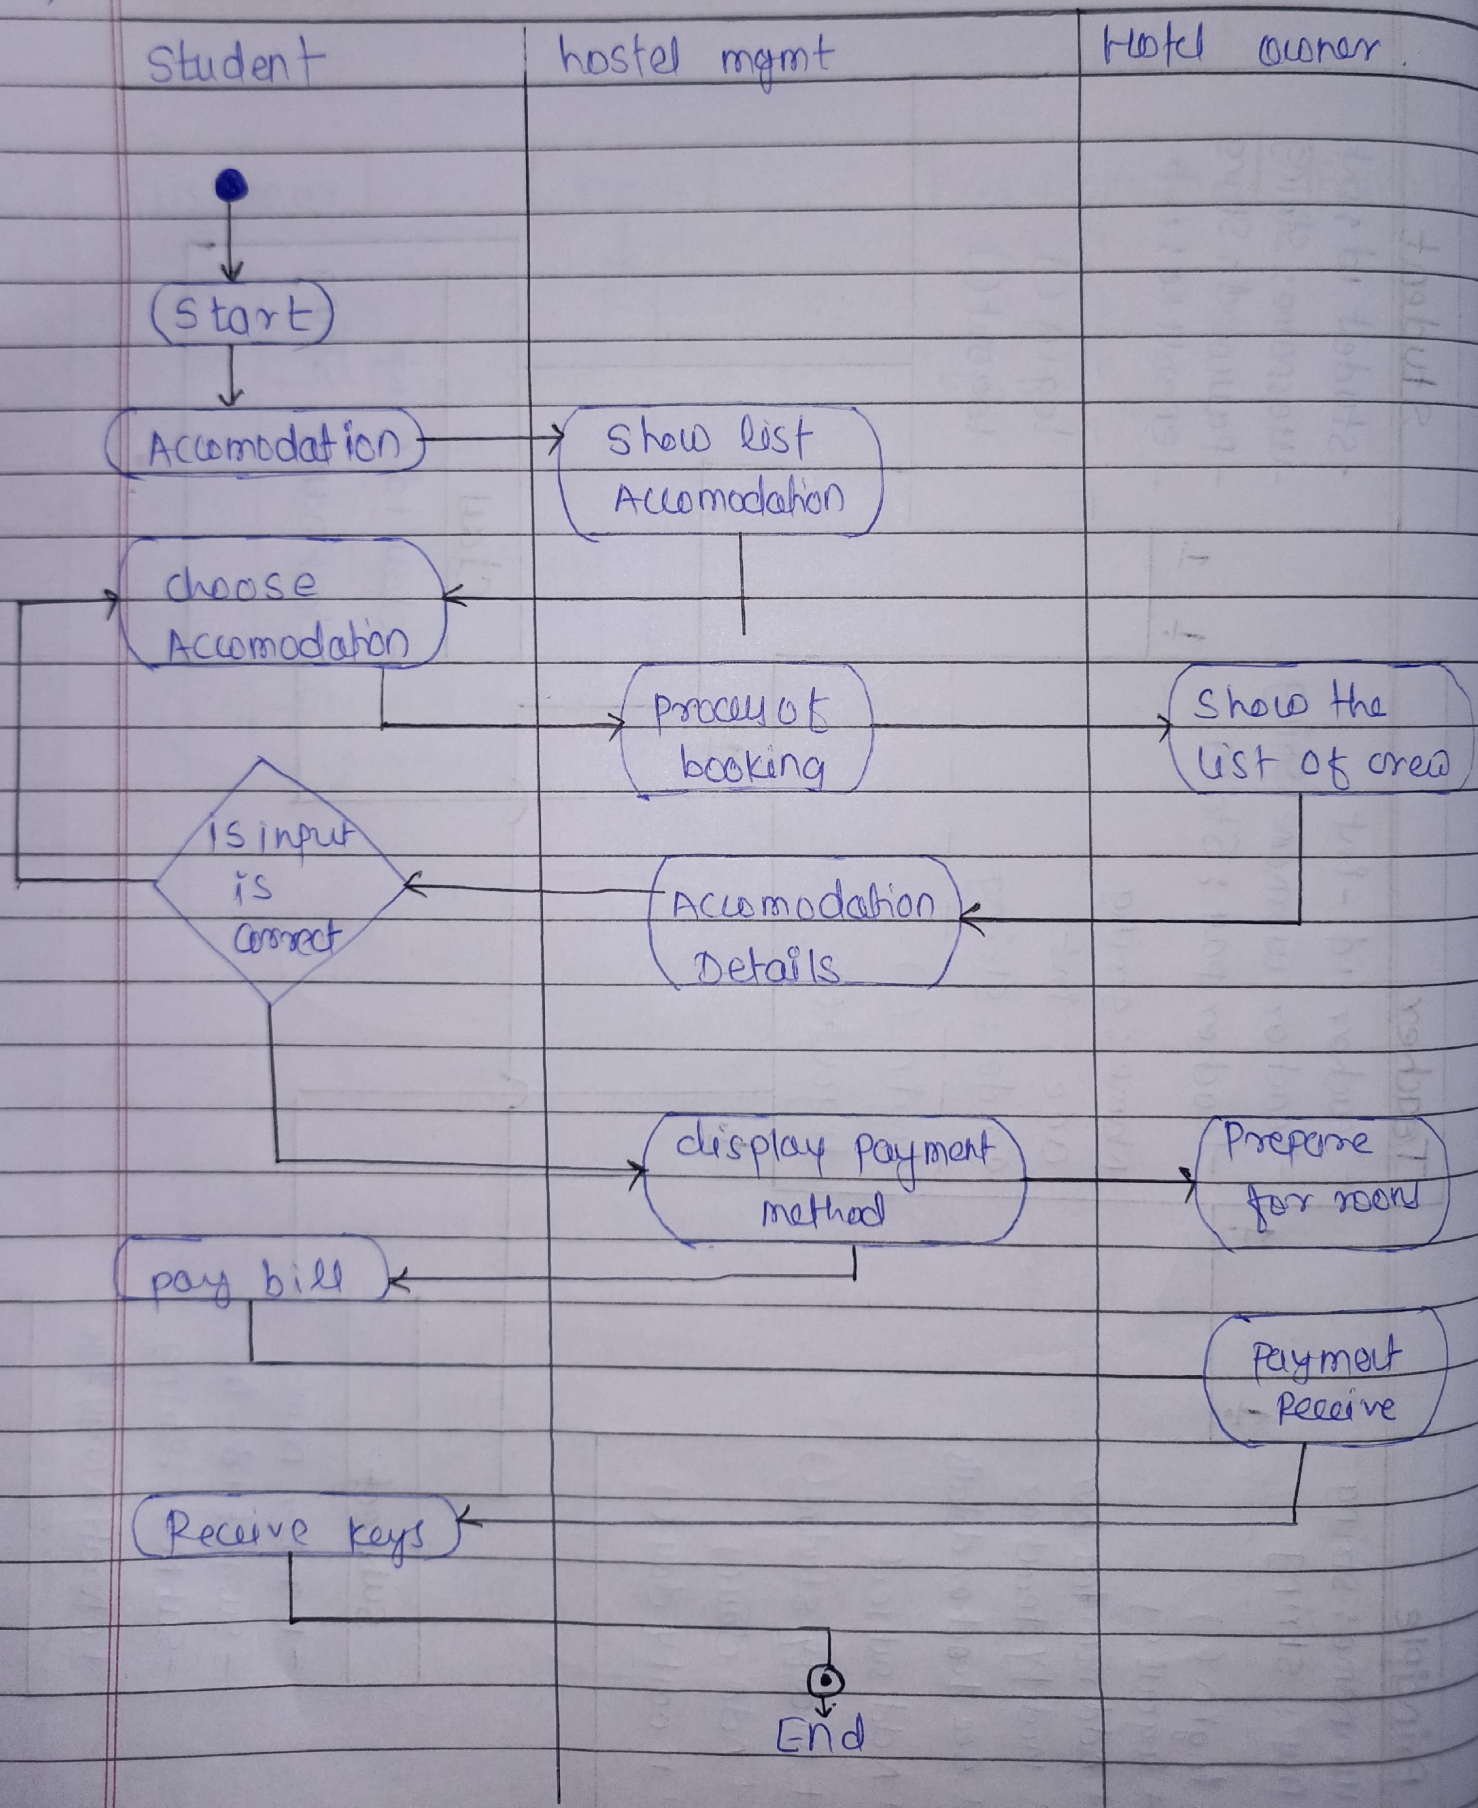 Student hostel mgmt Hotel owner.
Start
Accomodation
Show list
Accomodation
choose
Accomodation
process of
booking
Show the
list of crew
is input
is
correct
Accomodation
Details
display payment
method
Prepare
for room
pay bill
Payment
Receive
Receive keys
End